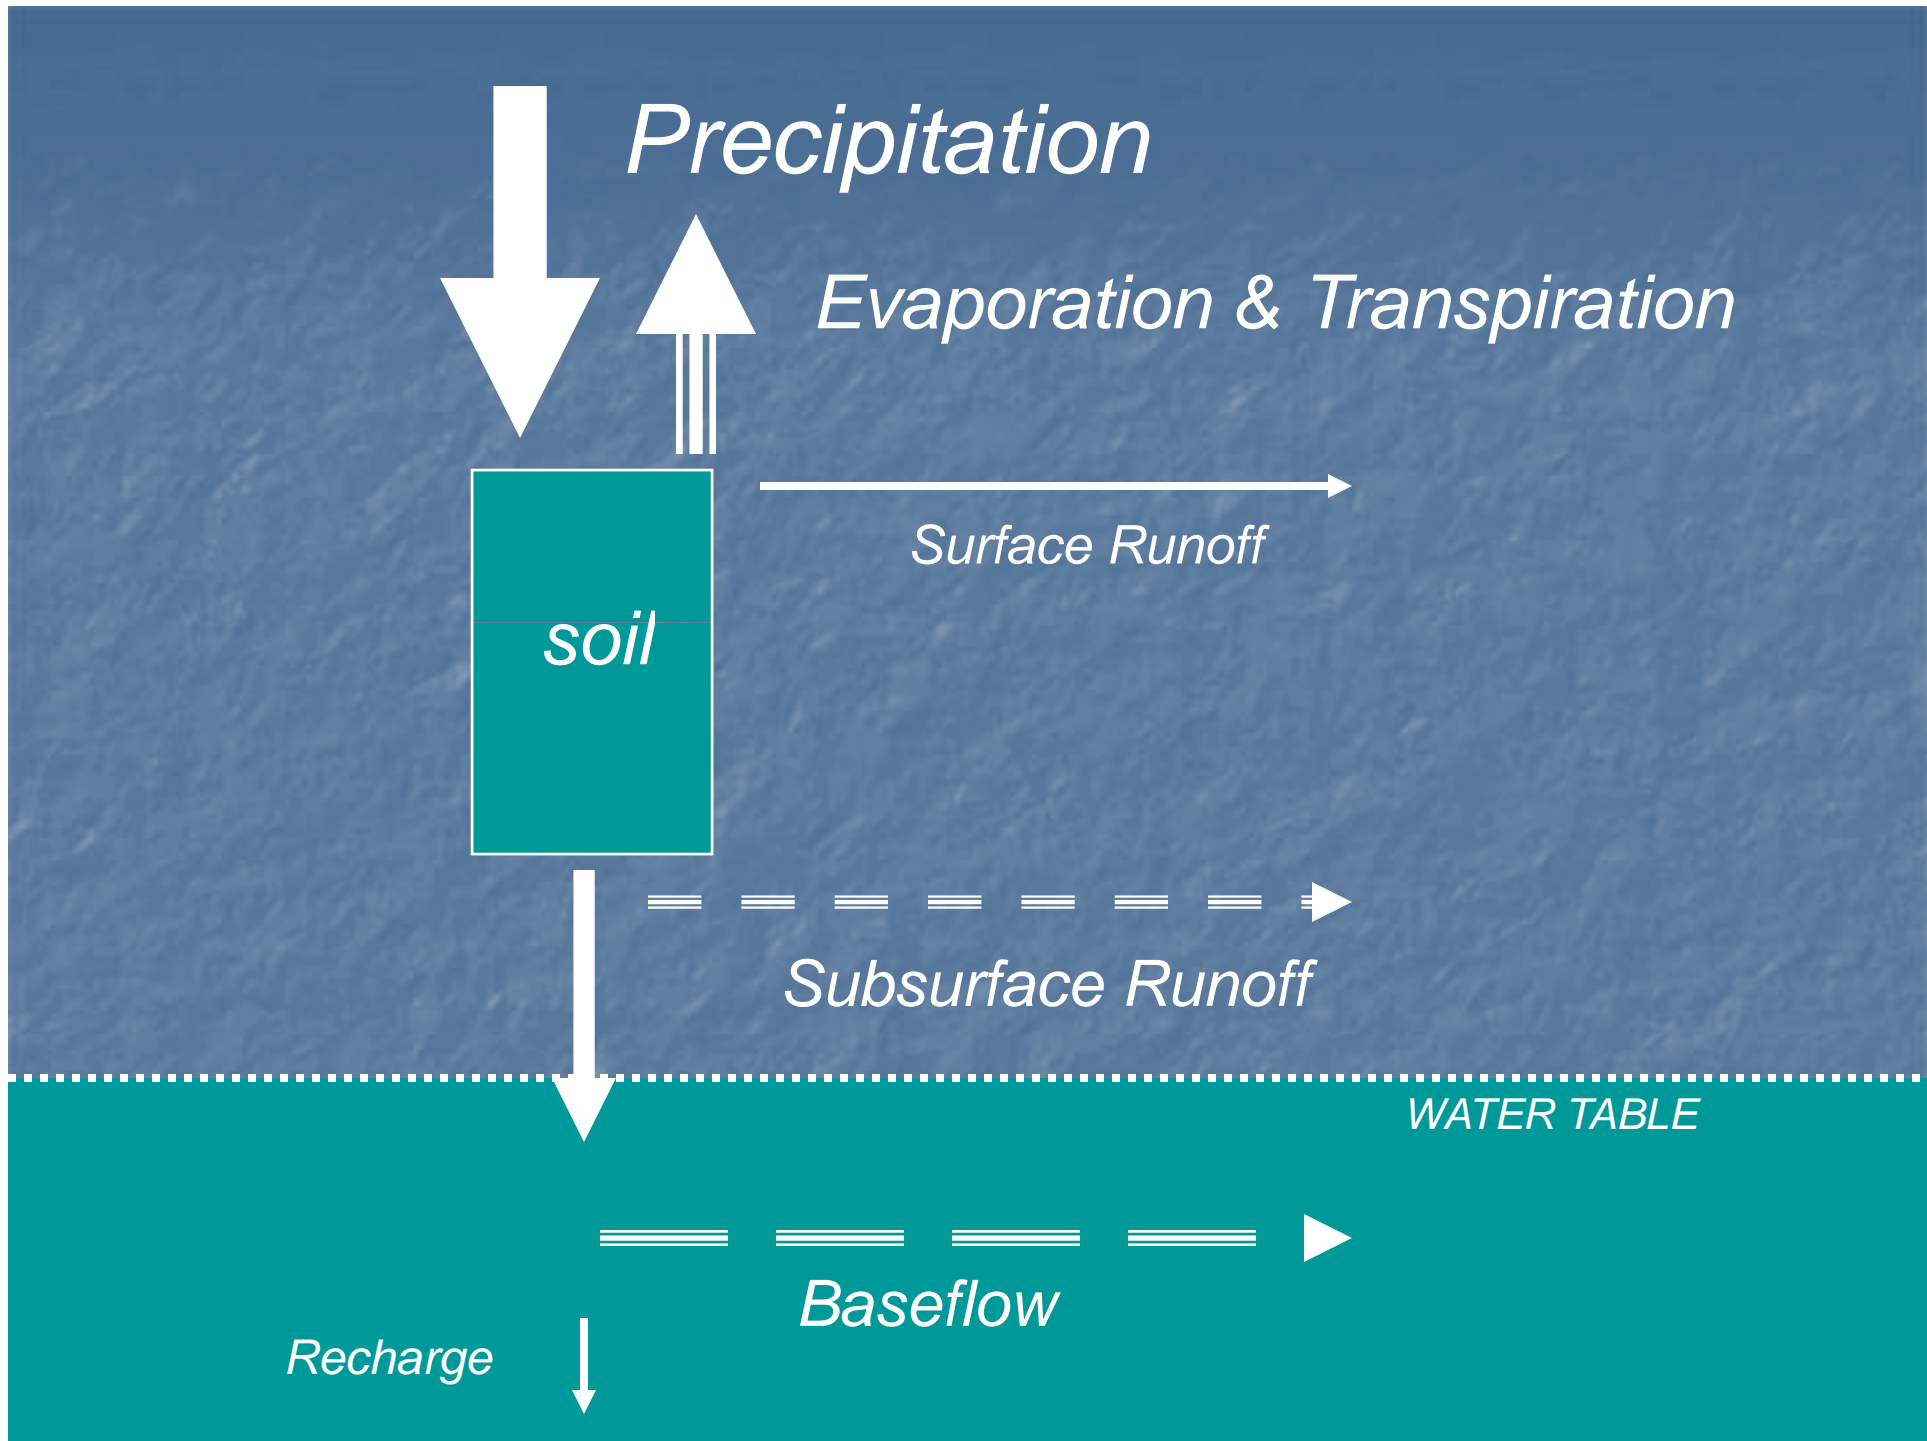 Precipitation
Evaporation & Transpiration
Surface Runoff
soil
Subsurface Runoff
WATER TABLE
Baseflow
Recharge